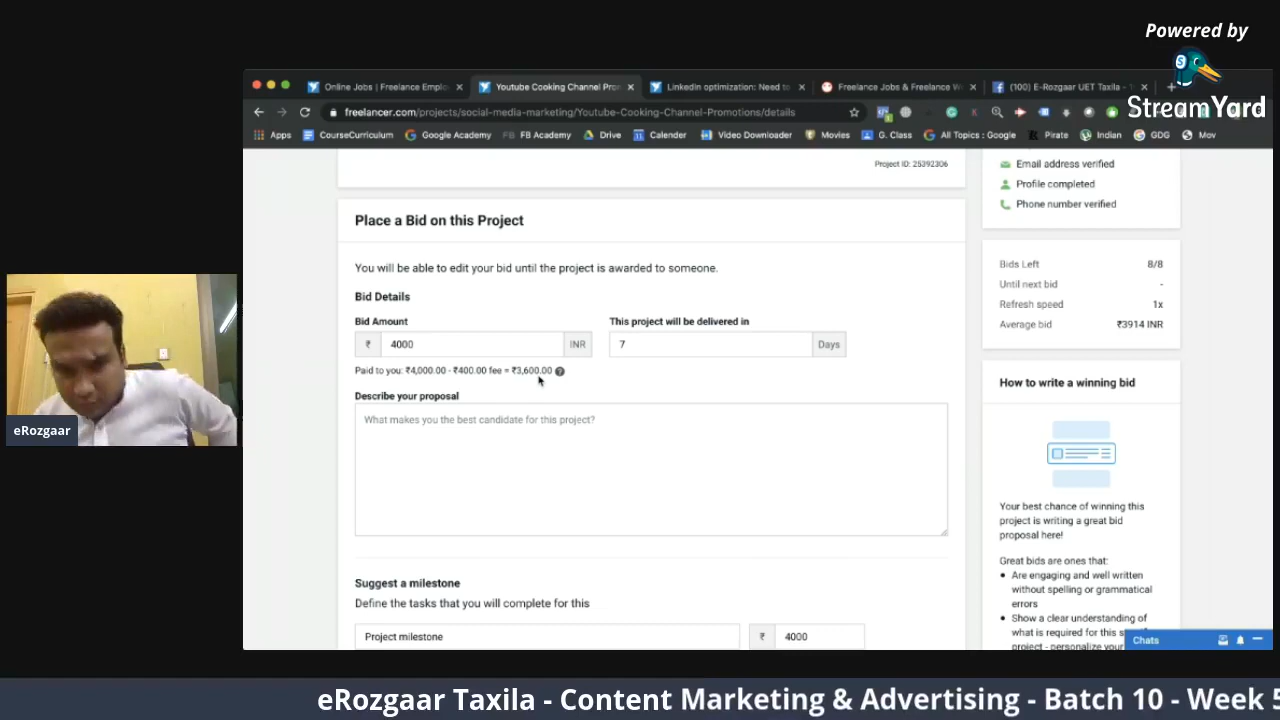 Powered by
StreamYard
Online Jobs | Freelance Emplo
Youtube Cooking Channel Pro
LinkedIn optimization: Need to
Freelance Jobs & Freelance W
(100) E-Rozgaar UET Taxila -
freelancer.com/projects/social-media-marketing/Youtube-Cooking-Channel-Promotions/details
Apps CourseCurriculum Google Academy FB Academy Drive Calender Video Downloader Movies G. Class All Topics : Google Pirate Indian GDG Mov
Project ID: 25392306
Email address verified
Profile completed
Phone number verified
Place a Bid on this Project
You will be able to edit your bid until the project is awarded to someone.
Bid Details
Bid Amount
This project will be delivered in
₹ 4000 INR
7 Days
Paid to you: ₹4,000.00 - ₹400.00 fee = ₹3,600.00
Describe your proposal
What makes you the best candidate for this project?
Suggest a milestone
Define the tasks that you will complete for this
Project milestone
₹ 4000
Bids Left 8/8
Until next bid -
Refresh speed 1x
Average bid ₹3914 INR
How to write a winning bid
Your best chance of winning this
project is writing a great bid
proposal here!
Great bids are ones that:
• Are engaging and well written
without spelling or grammatical
errors
• Show a clear understanding of
what is required for this
project - personalize your
Chats
eRozgaar
eRozgaar Taxila - Content Marketing & Advertising - Batch 10 - Week 5